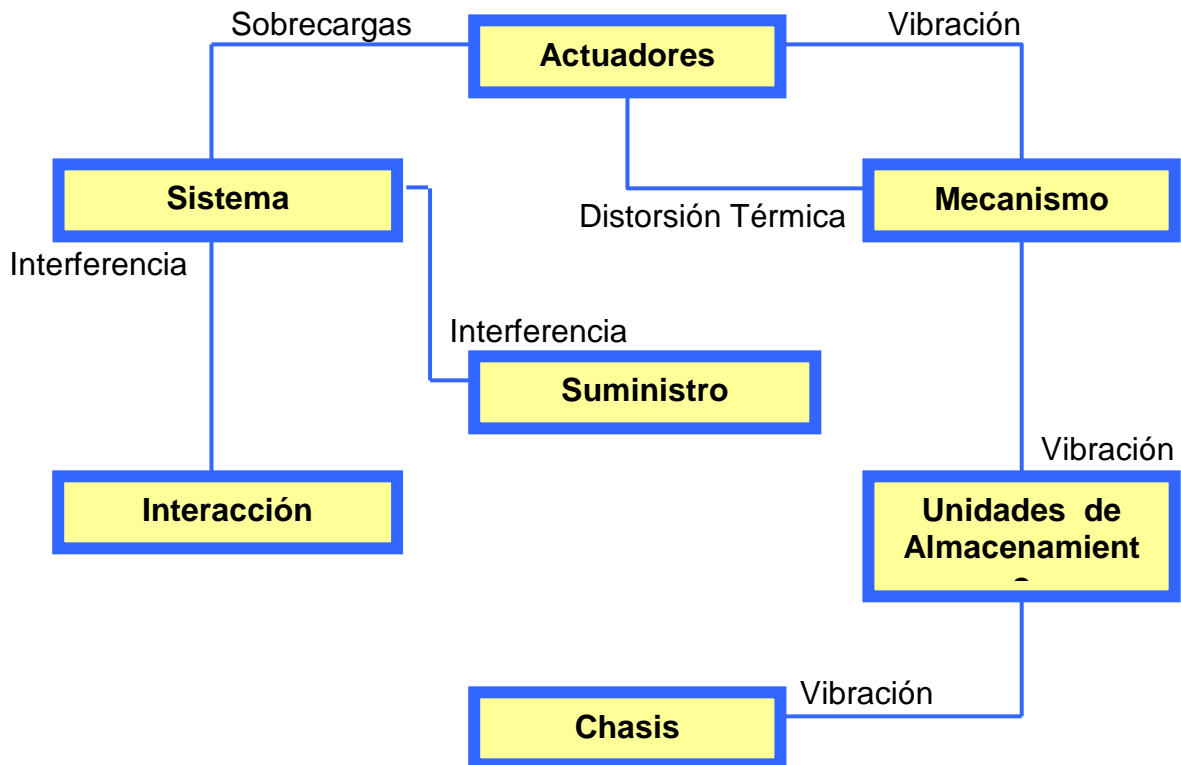 Sobrecargas
Actuadores
Vibración
Sistema
Mecanismo
Distorsión Térmica
Interferencia
Interferencia
Suministro
Vibración
Interacción
Unidades de
Almacenamient
Vibración
Chasis